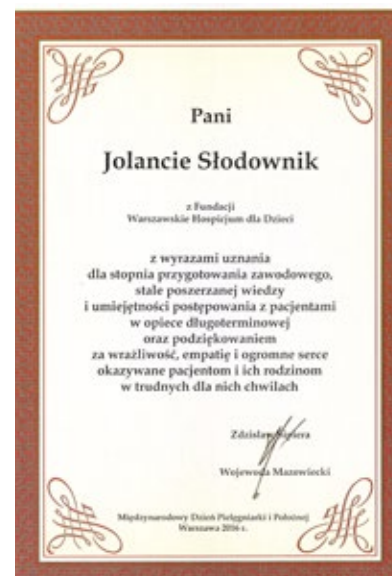 Pani
Jolancie Słodownik
z Fundacji
Warszawskie Hospicjum dla Dzieci
z wyrazami uznania
dla stopnia przygotowania zawodowego,
stale poszerzanej wiedzy
i umiejętności postępowania z pacjentami
w opiece długoterminowej
oraz podziękowaniem
za wrażliwość, empatię i ogromne serce
okazywane pacjentom i ich rodzinom
w trudnych dla nich chwilach
Zdzisław Sipiera
Wojewoda Mazowiecki
Międzynarodowy Dzień Pielęgniarki i Położnej
Warszawa 2016 r.